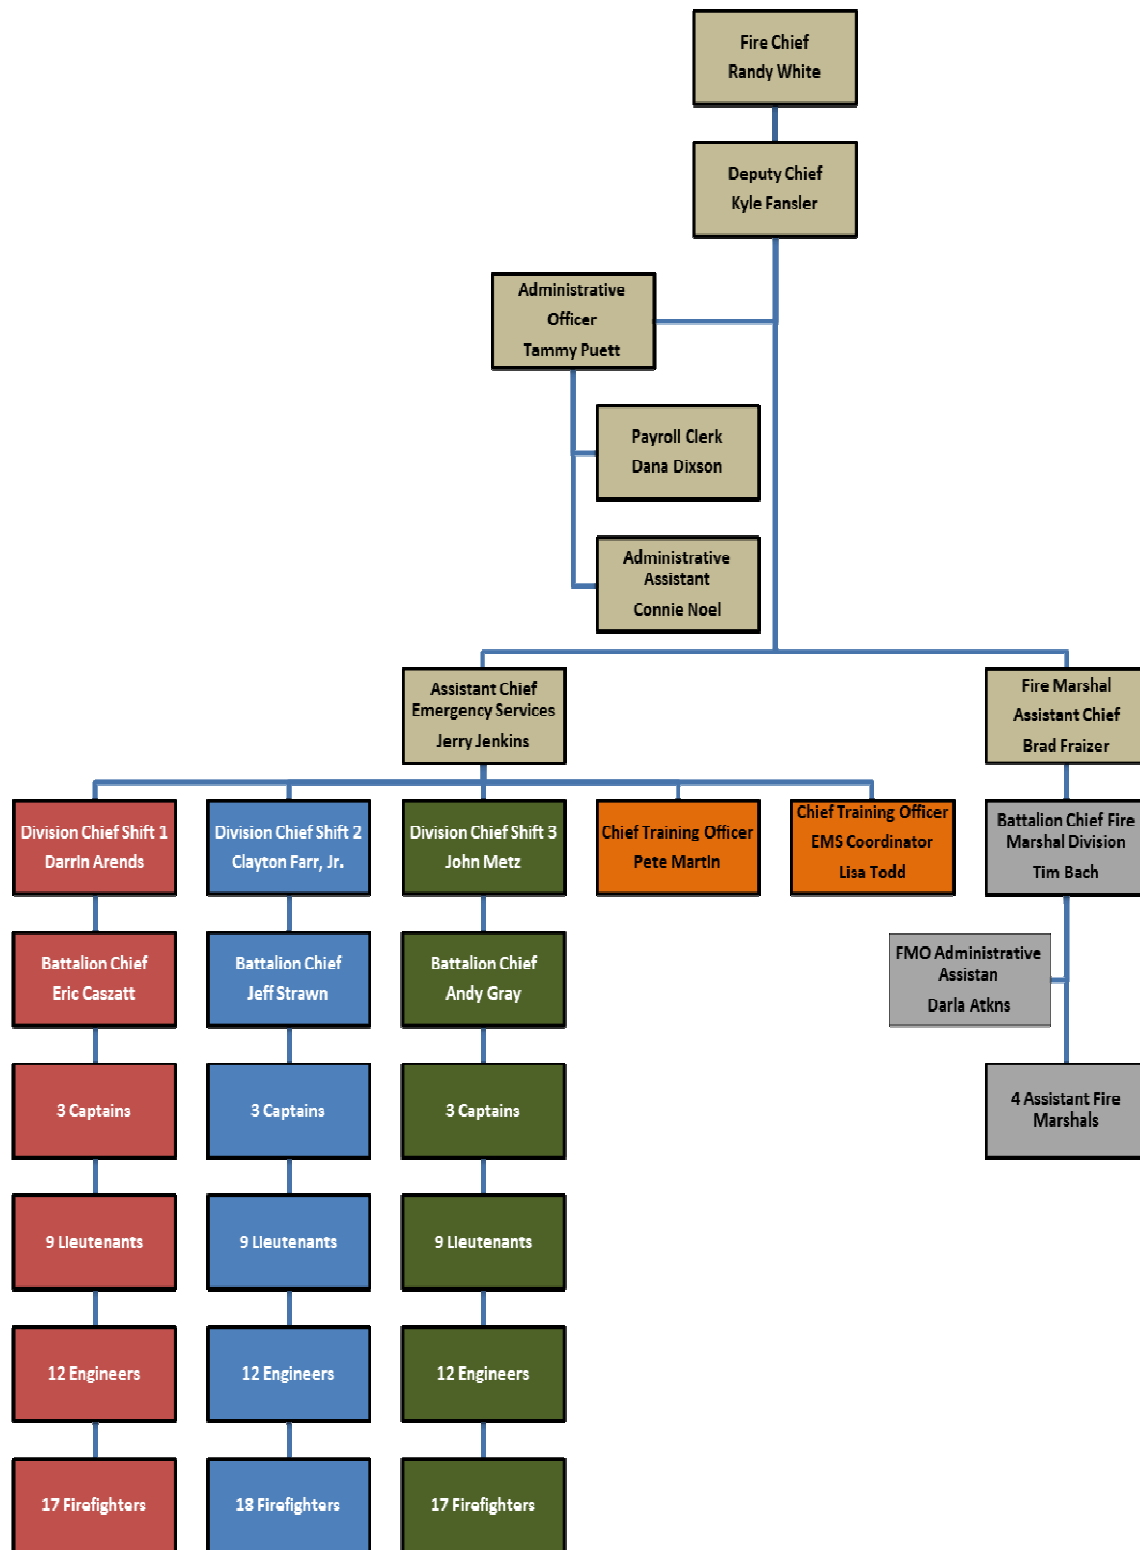 Fire Chief
Randy White
Deputy Chief
Kyle Fansler
Administrative
Officer
Tammy Puett
Payroll Clerk
Dana Dixson
Administrative
Assistant
Connie Noel
Assistant Chief
Emergency Services
Jerry Jenkins
Fire Marshal
Assistant Chief
Brad Fraizer
Division Chief Shift 1
Darrin Arends
Division Chief Shift 2
Clayton Farr, Jr.
Division Chief Shift 3
John Metz
Chief Training Officer
Pete Martin
Chief Training Officer
EMS Coordinator
Lisa Todd
Battalion Chief Fire
Marshal Division
Tim Bach
Battalion Chief
Eric Caszatt
Battalion Chief
Jeff Strawn
Battalion Chief
Andy Gray
FMO Administrative
Assistan
Darla Atkns
3 Captains
3 Captains
3 Captains
4 Assistant Fire
Marshals
9 Lieutenants
9 Lieutenants
9 Lieutenants
12 Engineers
12 Engineers
12 Engineers
17 Firefighters
18 Firefighters
17 Firefighters